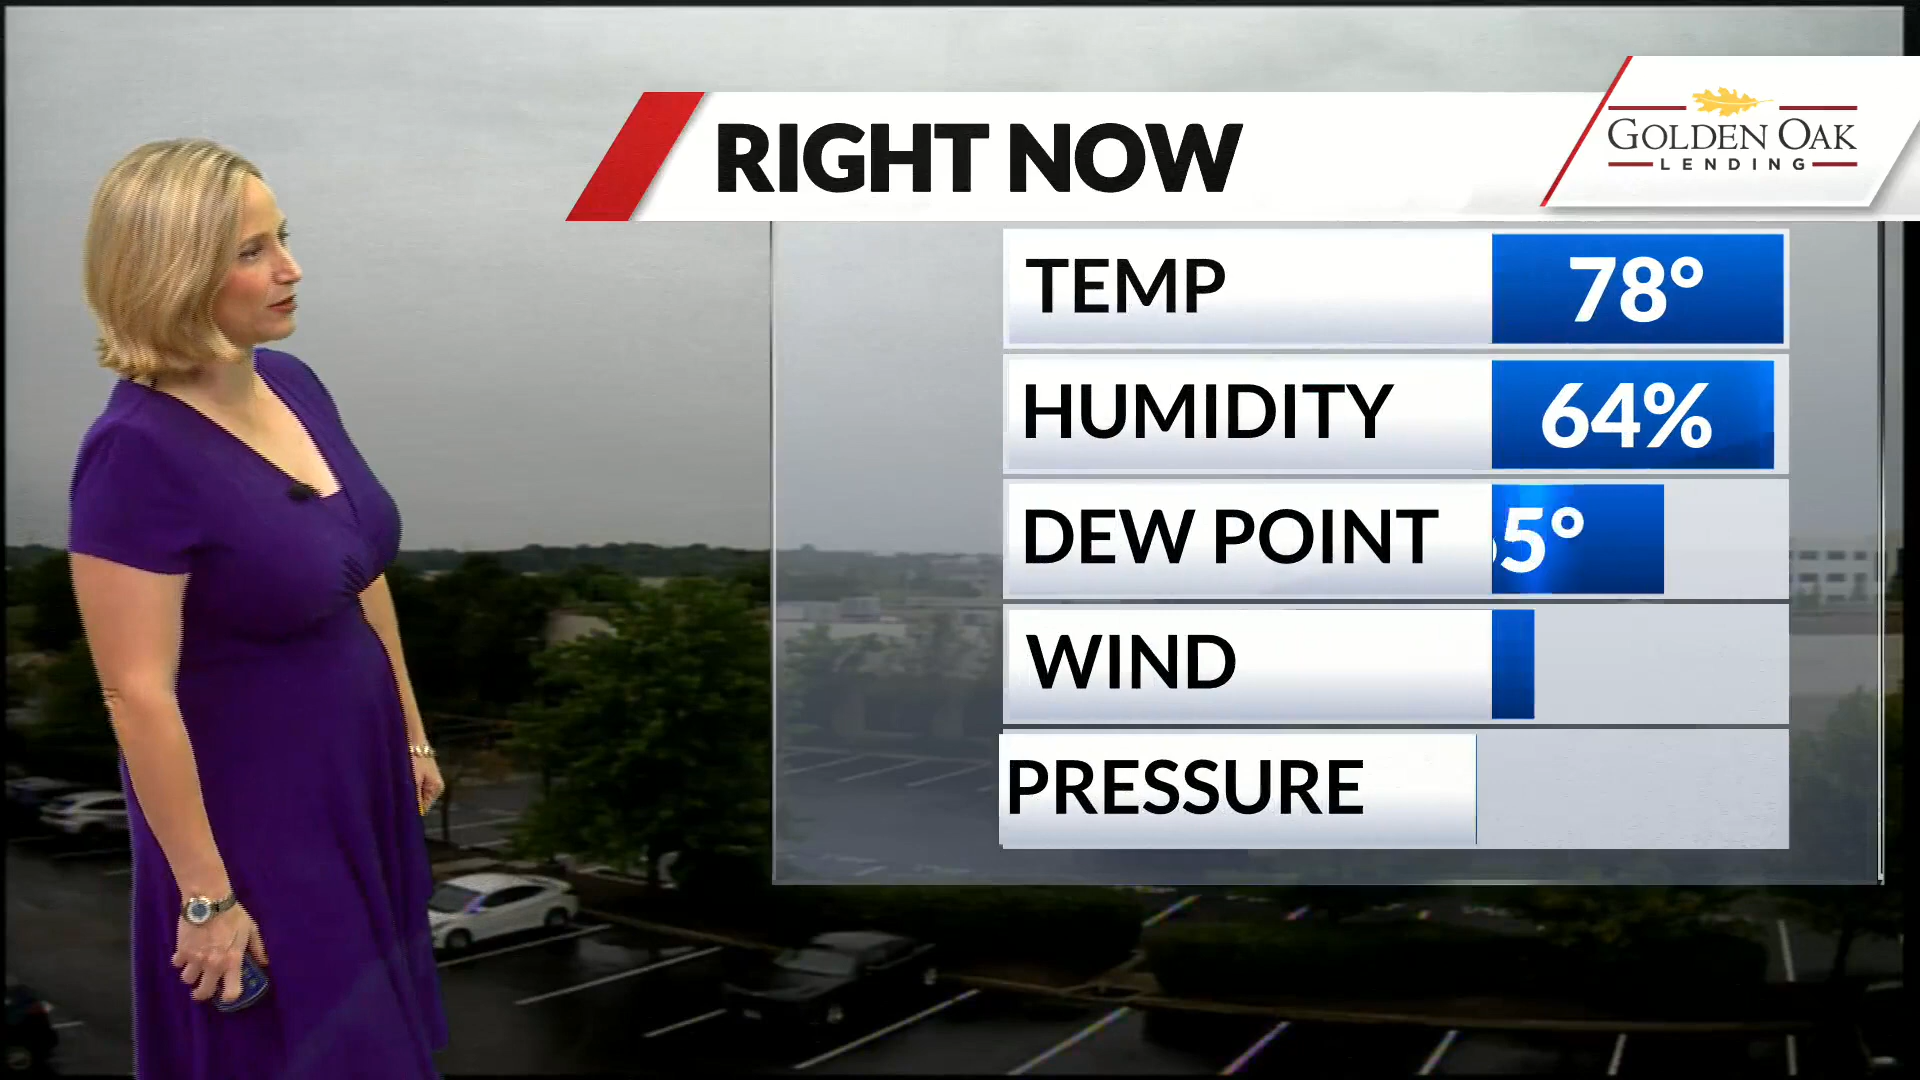 RIGHT NOW
GOLDEN OAK
LENDING
TEMP 78°
HUMIDITY 64%
DEW POINT 5°
WIND
PRESSURE